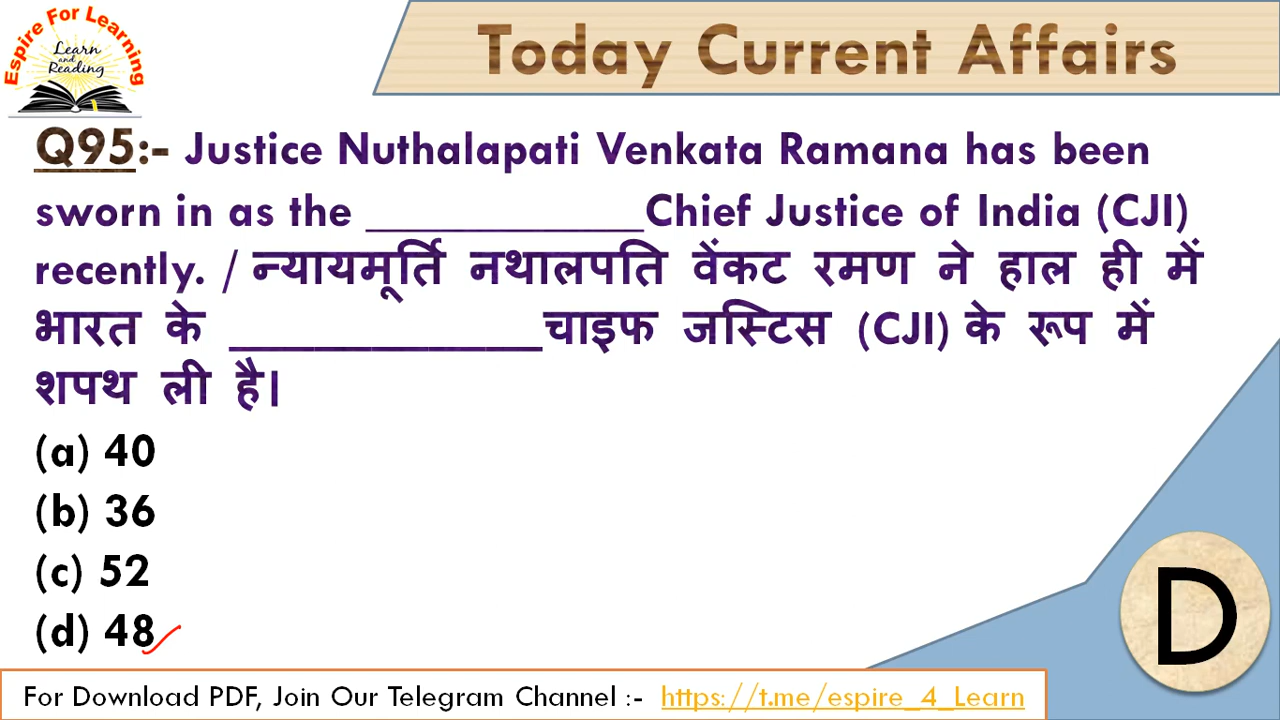 Espire For Learning
Learn
and
Reading
Today Current Affairs
Q95:- Justice Nuthalapati Venkata Ramana has been
sworn in as the ____________Chief Justice of India (CJI)
recently. / न्यायमूर्ति नथालपति वेंकट रमण ने हाल ही में
भारत के ______________चाइफ जस्टिस (CJI) के रूप में
शपथ ली है।
(a) 40
(b) 36
(c) 52
(d) 48
D
For Download PDF, Join Our Telegram Channel :- https://t.me/espire_4_Learn